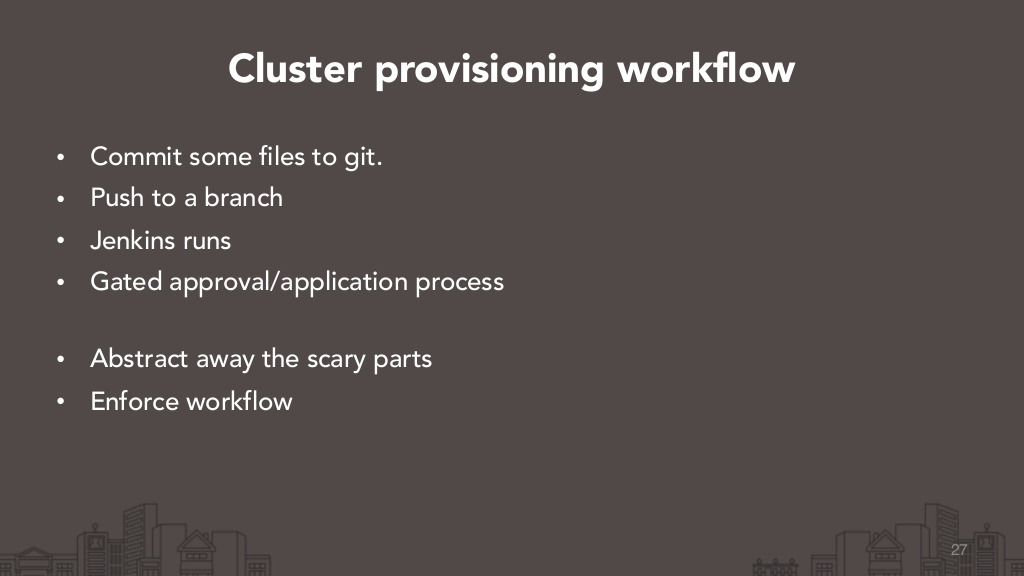 Cluster provisioning workflow
• Commit some files to git.
• Push to a branch
• Jenkins runs
• Gated approval/application process
• Abstract away the scary parts
• Enforce workflow
27